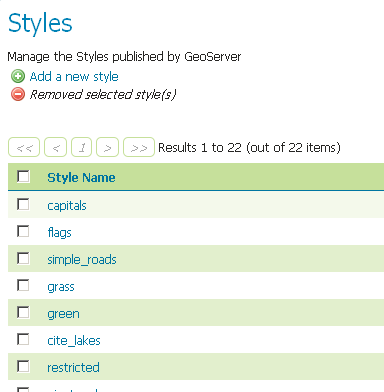 Styles
Manage the Styles published by GeoServer
Add a new style
Removed selected style(s)
<< < 1 > >> Results 1 to 22 (out of 22 items)
Style Name
capitals
flags
simple_roads
grass
green
cite_lakes
restricted